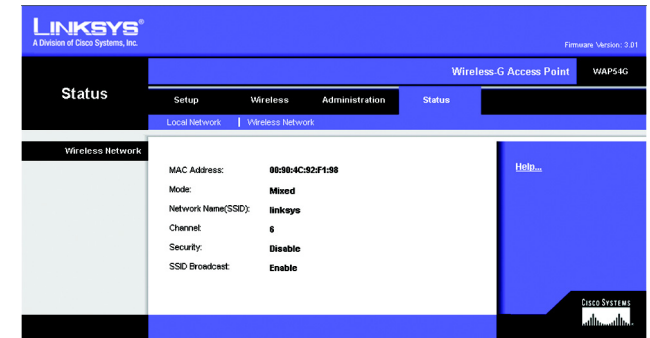 LINKSYS®
A Division of Cisco Systems, Inc.
Firmware Version: 3.01
Wireless-G Access Point WAP54G
Status
Setup Wireless Administration Status
Local Network | Wireless Network
Wireless Network
Help...
MAC Address: 00:90:4C:92:F1:98
Mode: Mixed
Network Name(SSID): linksys
Channel: 6
Security: Disable
SSID Broadcast: Enable
CISCO SYSTEMS